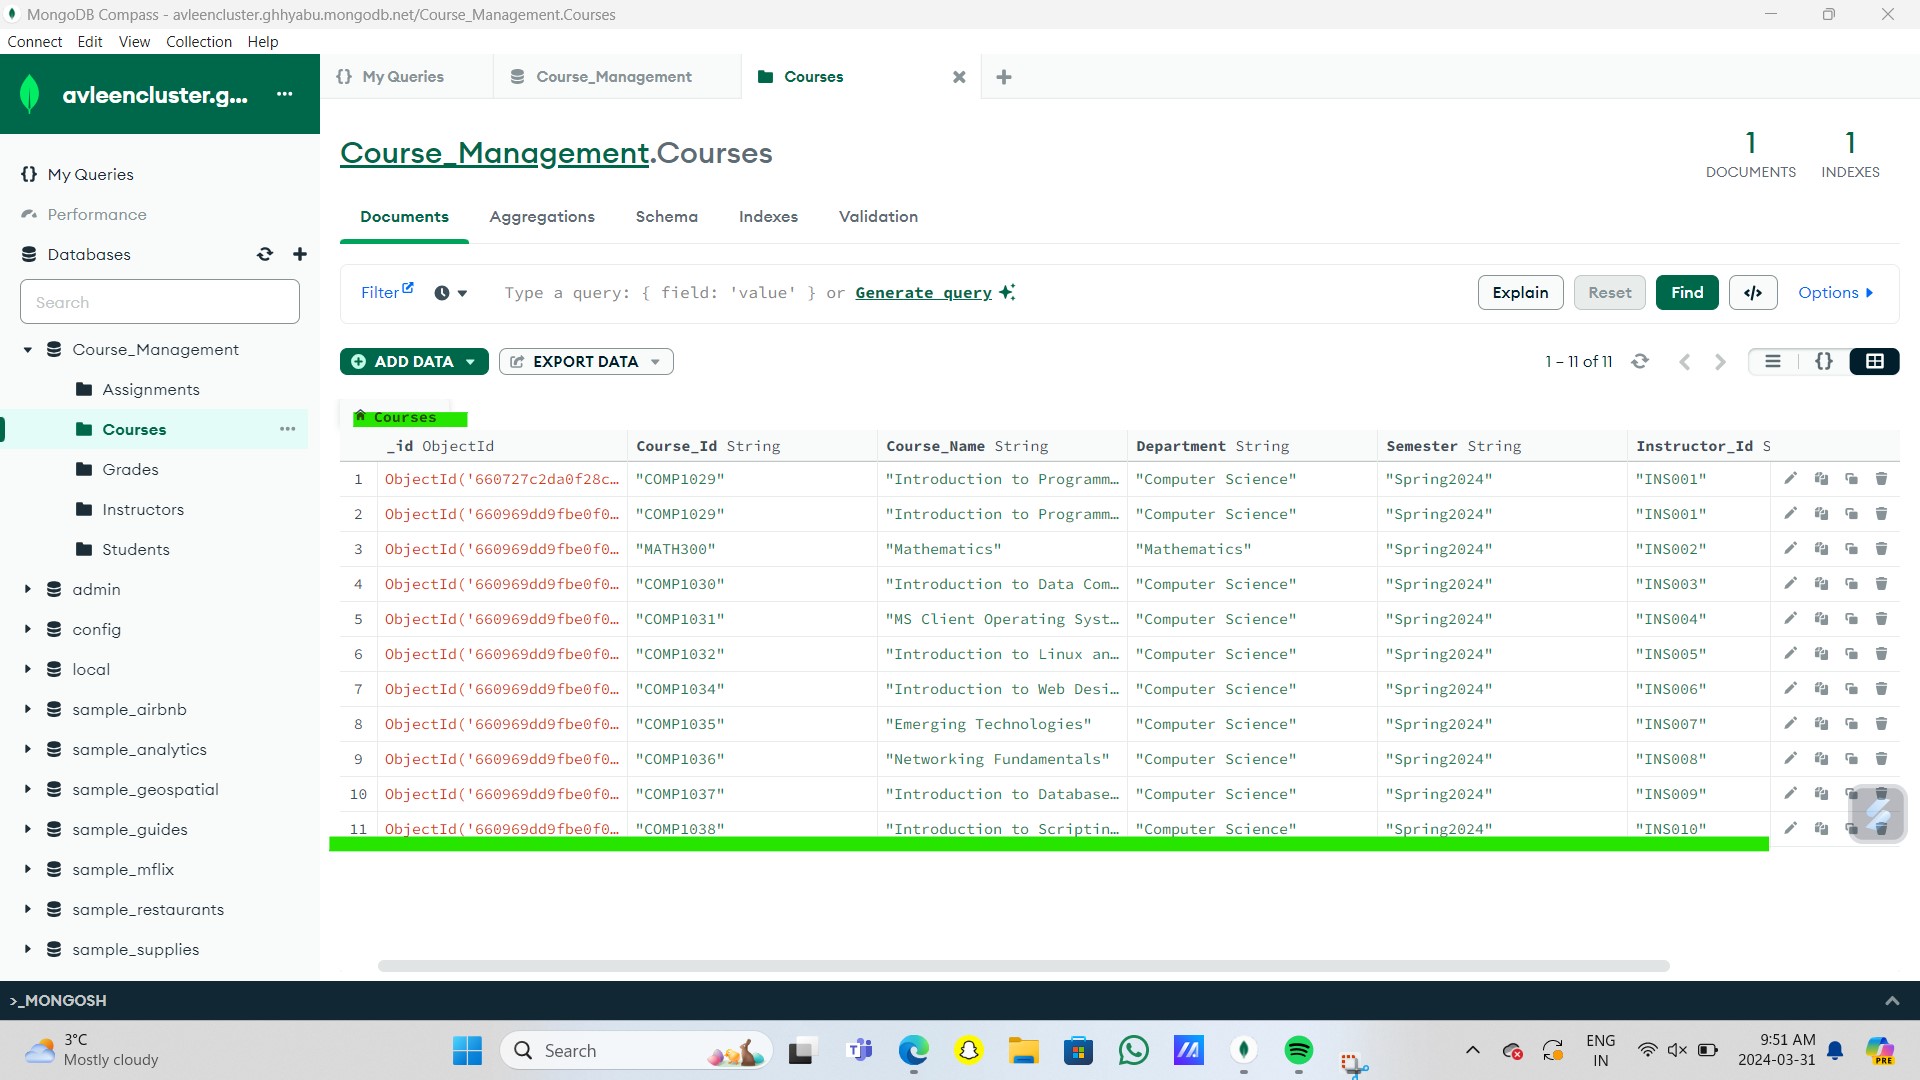 MongoDB Compass - avleencluster.ghhyabu.mongodb.net/Course_Management.Courses
Connect Edit View Collection Help
avleencluster.g...
My Queries
Performance
Databases
Search
Course_Management
Assignments
Courses
Grades
Instructors
Students
admin
config
local
sample_airbnb
sample_analytics
sample_geospatial
sample_guides
sample_mflix
sample_restaurants
sample_supplies
My Queries Course_Management Courses
Course_Management.Courses
1 DOCUMENTS
1 INDEXES
Documents Aggregations Schema Indexes Validation
Filter Type a query: { field: 'value' } or Generate query Explain Reset Find </> Options
ADD DATA EXPORT DATA 1 – 11 of 11 {}
Courses
_id ObjectId Course_Id String Course_Name String Department String Semester String Instructor_Id S
1 ObjectId('660727c2da0f28c… "COMP1029" "Introduction to Programm… "Computer Science" "Spring2024" "INS001"
2 ObjectId('660969dd9fbe0f0… "COMP1029" "Introduction to Programm… "Computer Science" "Spring2024" "INS001"
3 ObjectId('660969dd9fbe0f0… "MATH300" "Mathematics" "Mathematics" "Spring2024" "INS002"
4 ObjectId('660969dd9fbe0f0… "COMP1030" "Introduction to Data Com… "Computer Science" "Spring2024" "INS003"
5 ObjectId('660969dd9fbe0f0… "COMP1031" "MS Client Operating Syst… "Computer Science" "Spring2024" "INS004"
6 ObjectId('660969dd9fbe0f0… "COMP1032" "Introduction to Linux an… "Computer Science" "Spring2024" "INS005"
7 ObjectId('660969dd9fbe0f0… "COMP1034" "Introduction to Web Desi… "Computer Science" "Spring2024" "INS006"
8 ObjectId('660969dd9fbe0f0… "COMP1035" "Emerging Technologies" "Computer Science" "Spring2024" "INS007"
9 ObjectId('660969dd9fbe0f0… "COMP1036" "Networking Fundamentals" "Computer Science" "Spring2024" "INS008"
10 ObjectId('660969dd9fbe0f0… "COMP1037" "Introduction to Database… "Computer Science" "Spring2024" "INS009"
11 ObjectId('660969dd9fbe0f0… "COMP1038" "Introduction to Scriptin… "Computer Science" "Spring2024" "INS010"
>_MONGOSH
3°C
Mostly cloudy
Search
ENG
IN
9:51 AM
2024-03-31
PRE